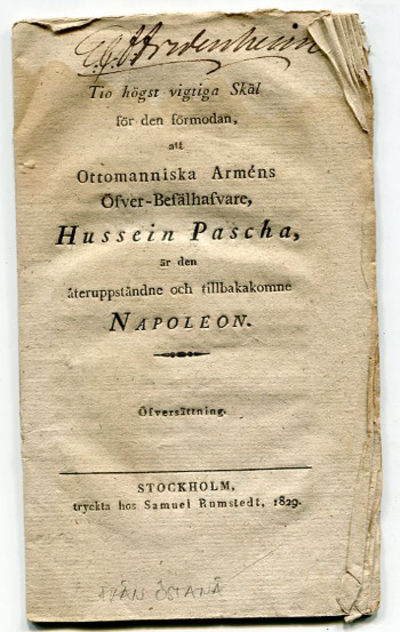 Tio högst vigtiga Skäl
för den förmodan,
att
Ottomanniska Arméns
Öfver-Befälhafvare,
Hussein Pascha,
är den
återuppståndne och tillbakakomne
NAPOLEON.
Öfversättning.
STOCKHOLM,
tryckta hos Samuel Rumstedt, 1829.